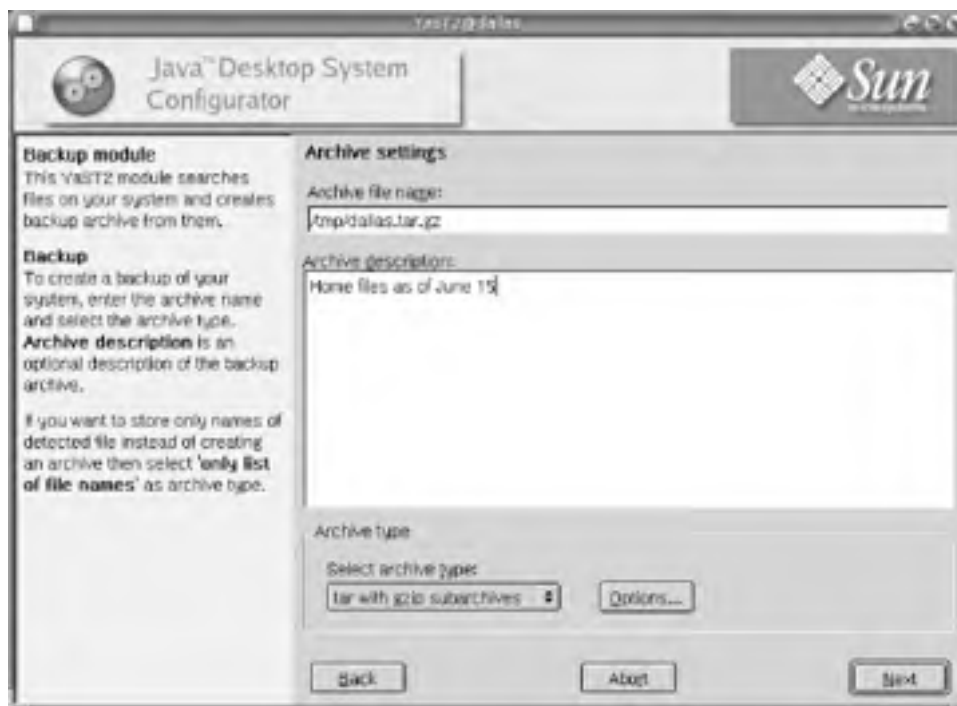 YaST2@dallas
Java™Desktop System
Configurator
Sun
Backup module
This YaST2 module searches
files on your system and creates
backup archive from them.
Backup
To create a backup of your
system, enter the archive name
and select the archive type.
Archive description is an
optional description of the backup
archive.
If you want to store only names of
detected file instead of creating
an archive then select 'only list
of file names' as archive type.
Archive settings
Archive file name:
/tmp/dallas.tar.gz
Archive description:
Home files as of June 15
Archive type
Select archive type:
tar with gzip subarchives
Options...
Back
Abort
Next